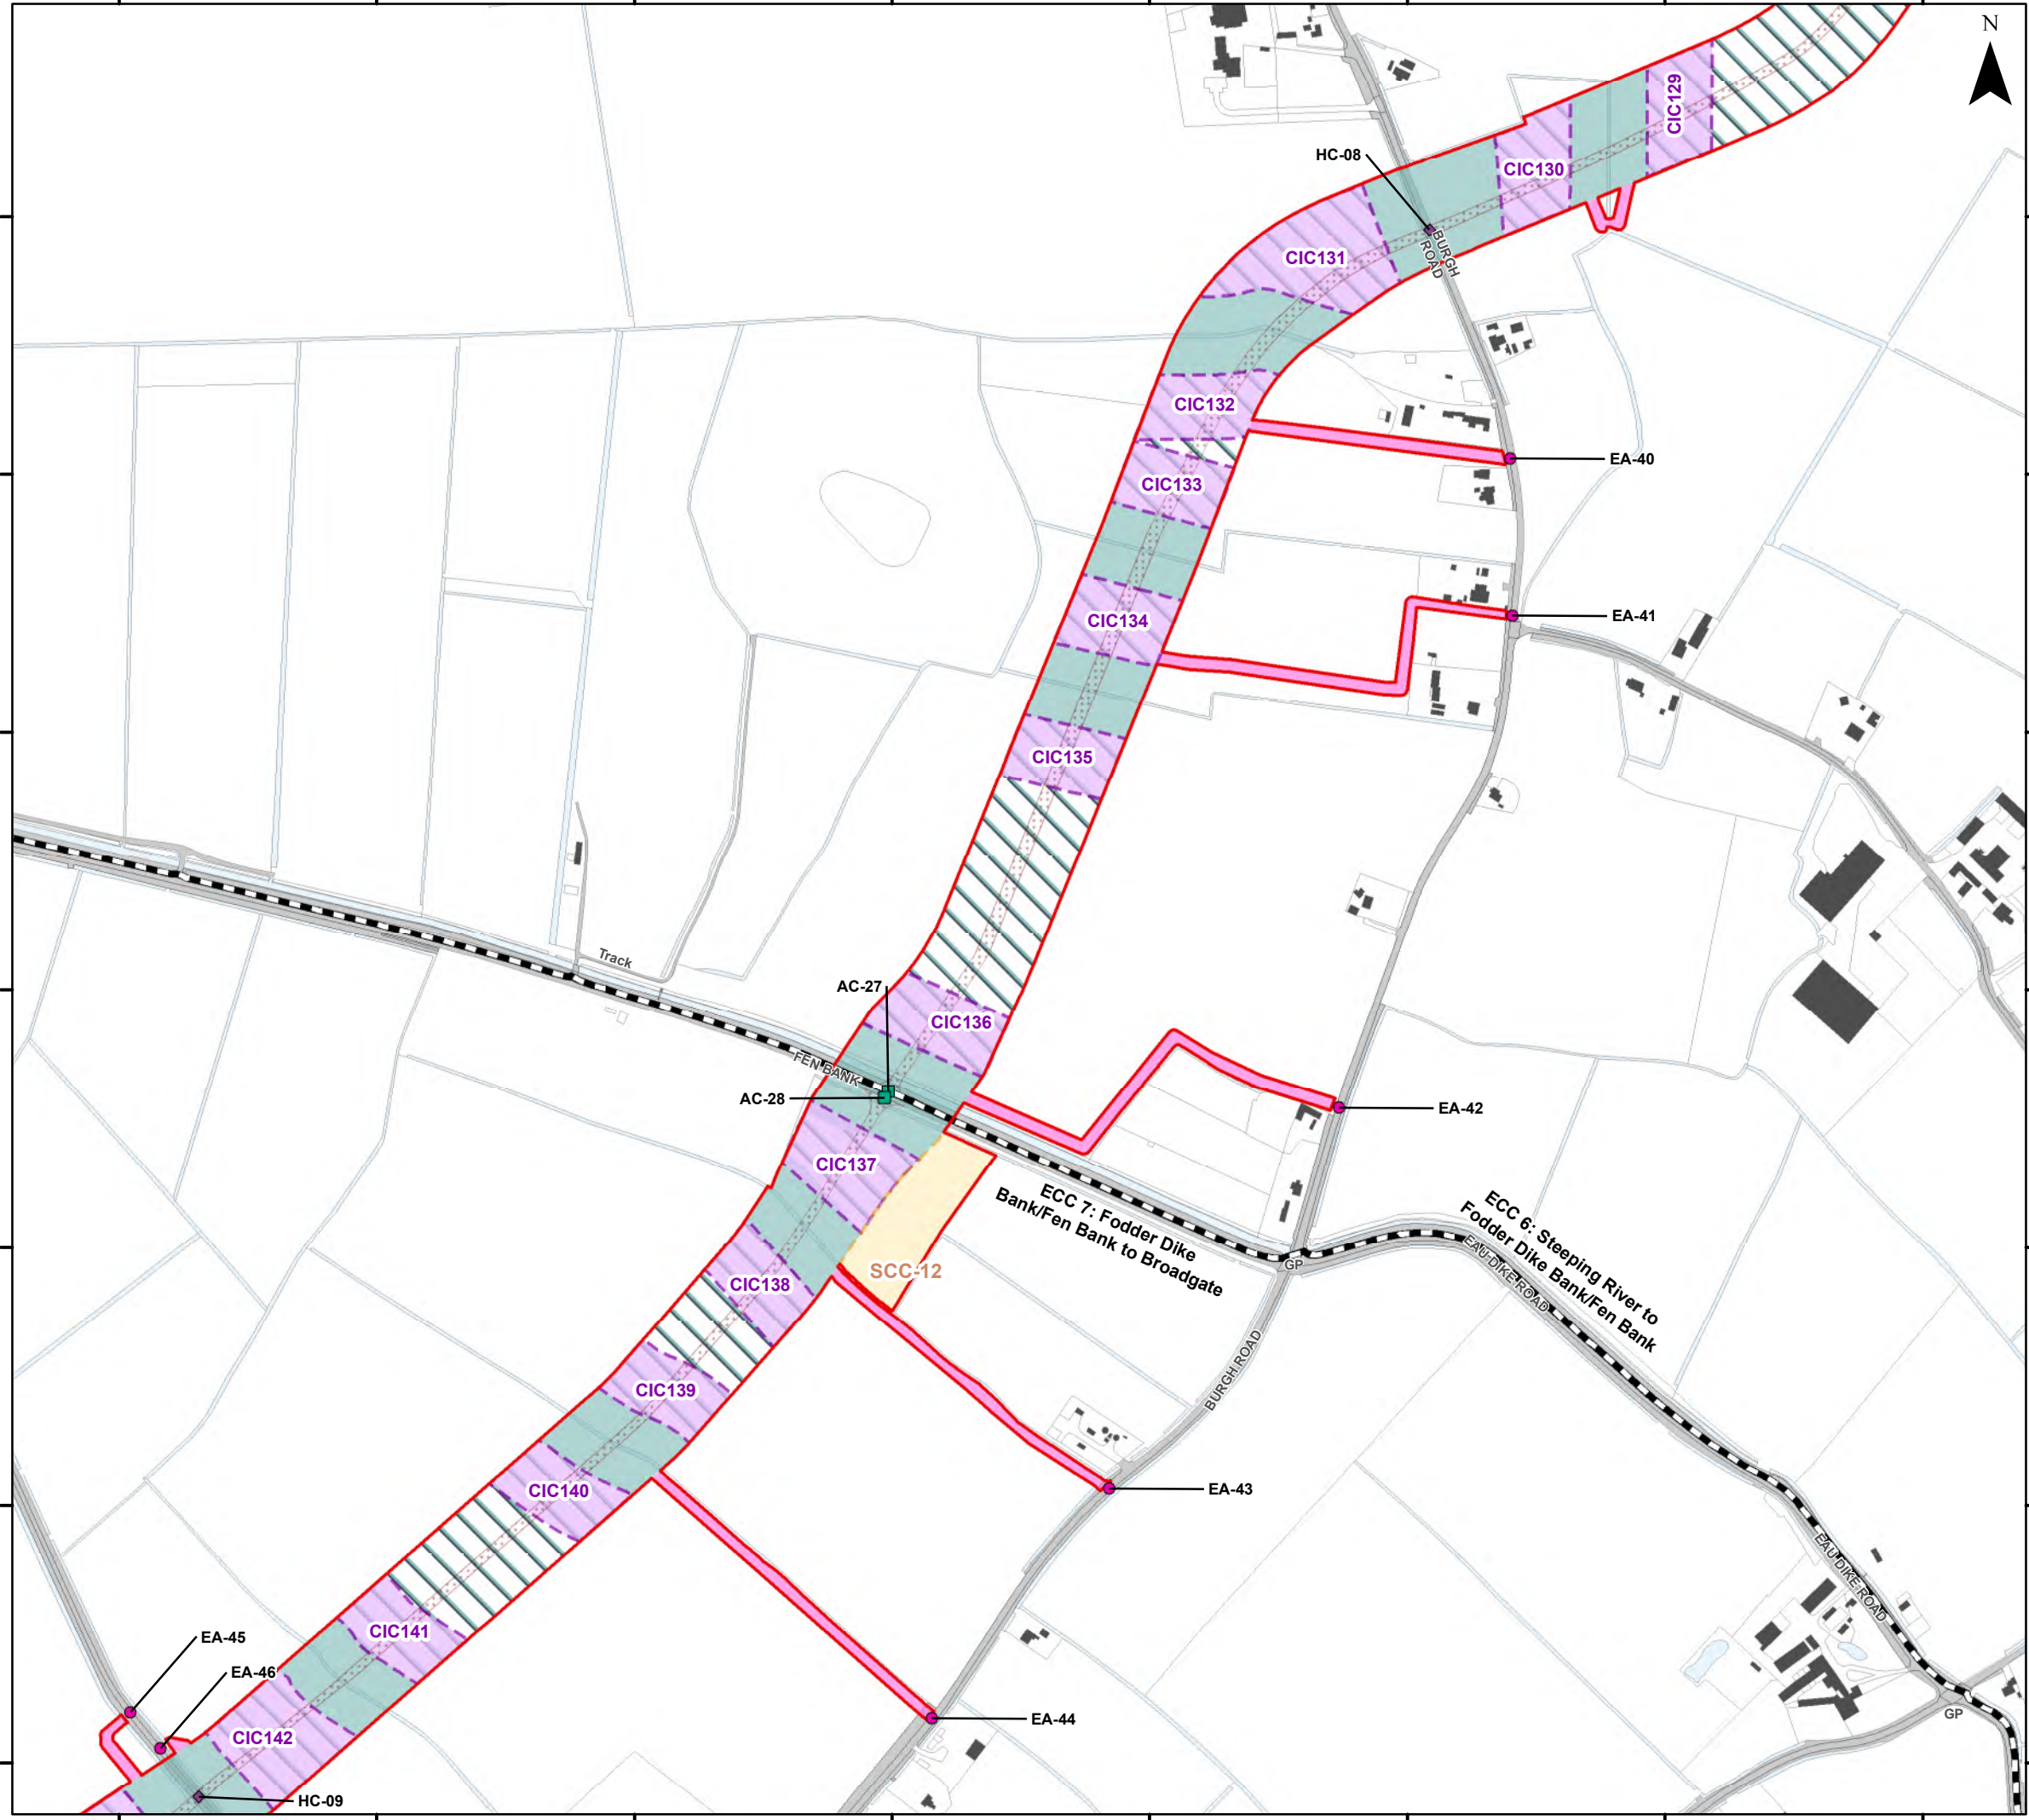 N
CIC129
HC-08
CIC130
BURGH
ROAD
CIC131
CIC132
EA-40
CIC133
EA-41
CIC134
CIC135
Track
AC-27
CIC136
FEN BANK
AC-28
EA-42
CIC137
ECC 7: Fodder Dike
Bank/Fen Bank to Broadgate
ECC 6: Steeping River to
Fodder Dike Bank/Fen Bank
EAU DIKE ROAD
GP
SCC-12
CIC138
BURGH ROAD
CIC139
CIC140
EA-43
EAU DIKE ROAD
CIC141
EA-45
EA-46
CIC142
EA-44
GP
HC-09